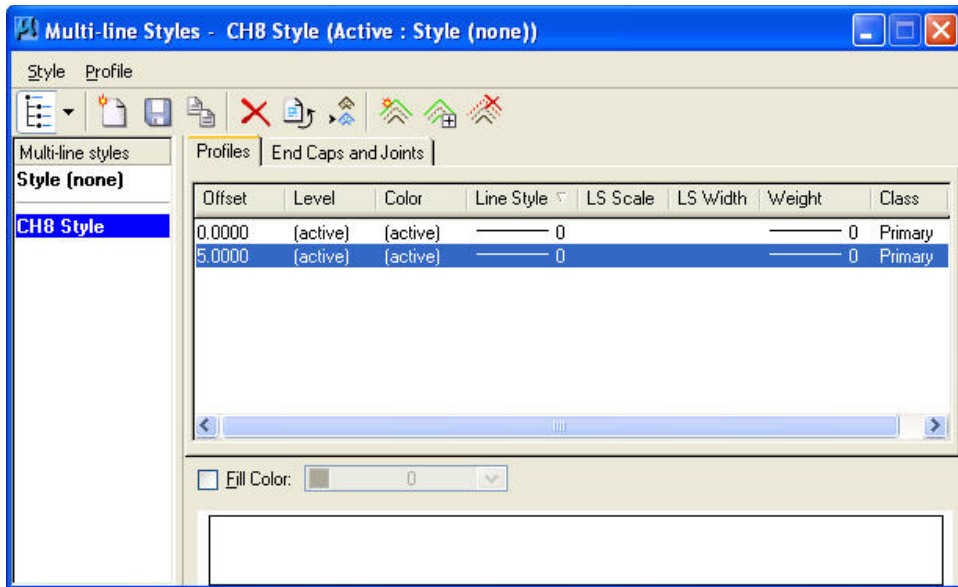 Multi-line Styles - CH8 Style (Active : Style (none))
Style Profile
Multi-line styles
Style (none)
CH8 Style
Profiles End Caps and Joints
Offset Level Color Line Style LS Scale LS Width Weight Class
0.0000 (active) (active) 0 0 Primary
5.0000 (active) (active) 0 0 Primary
Fill Color: 0